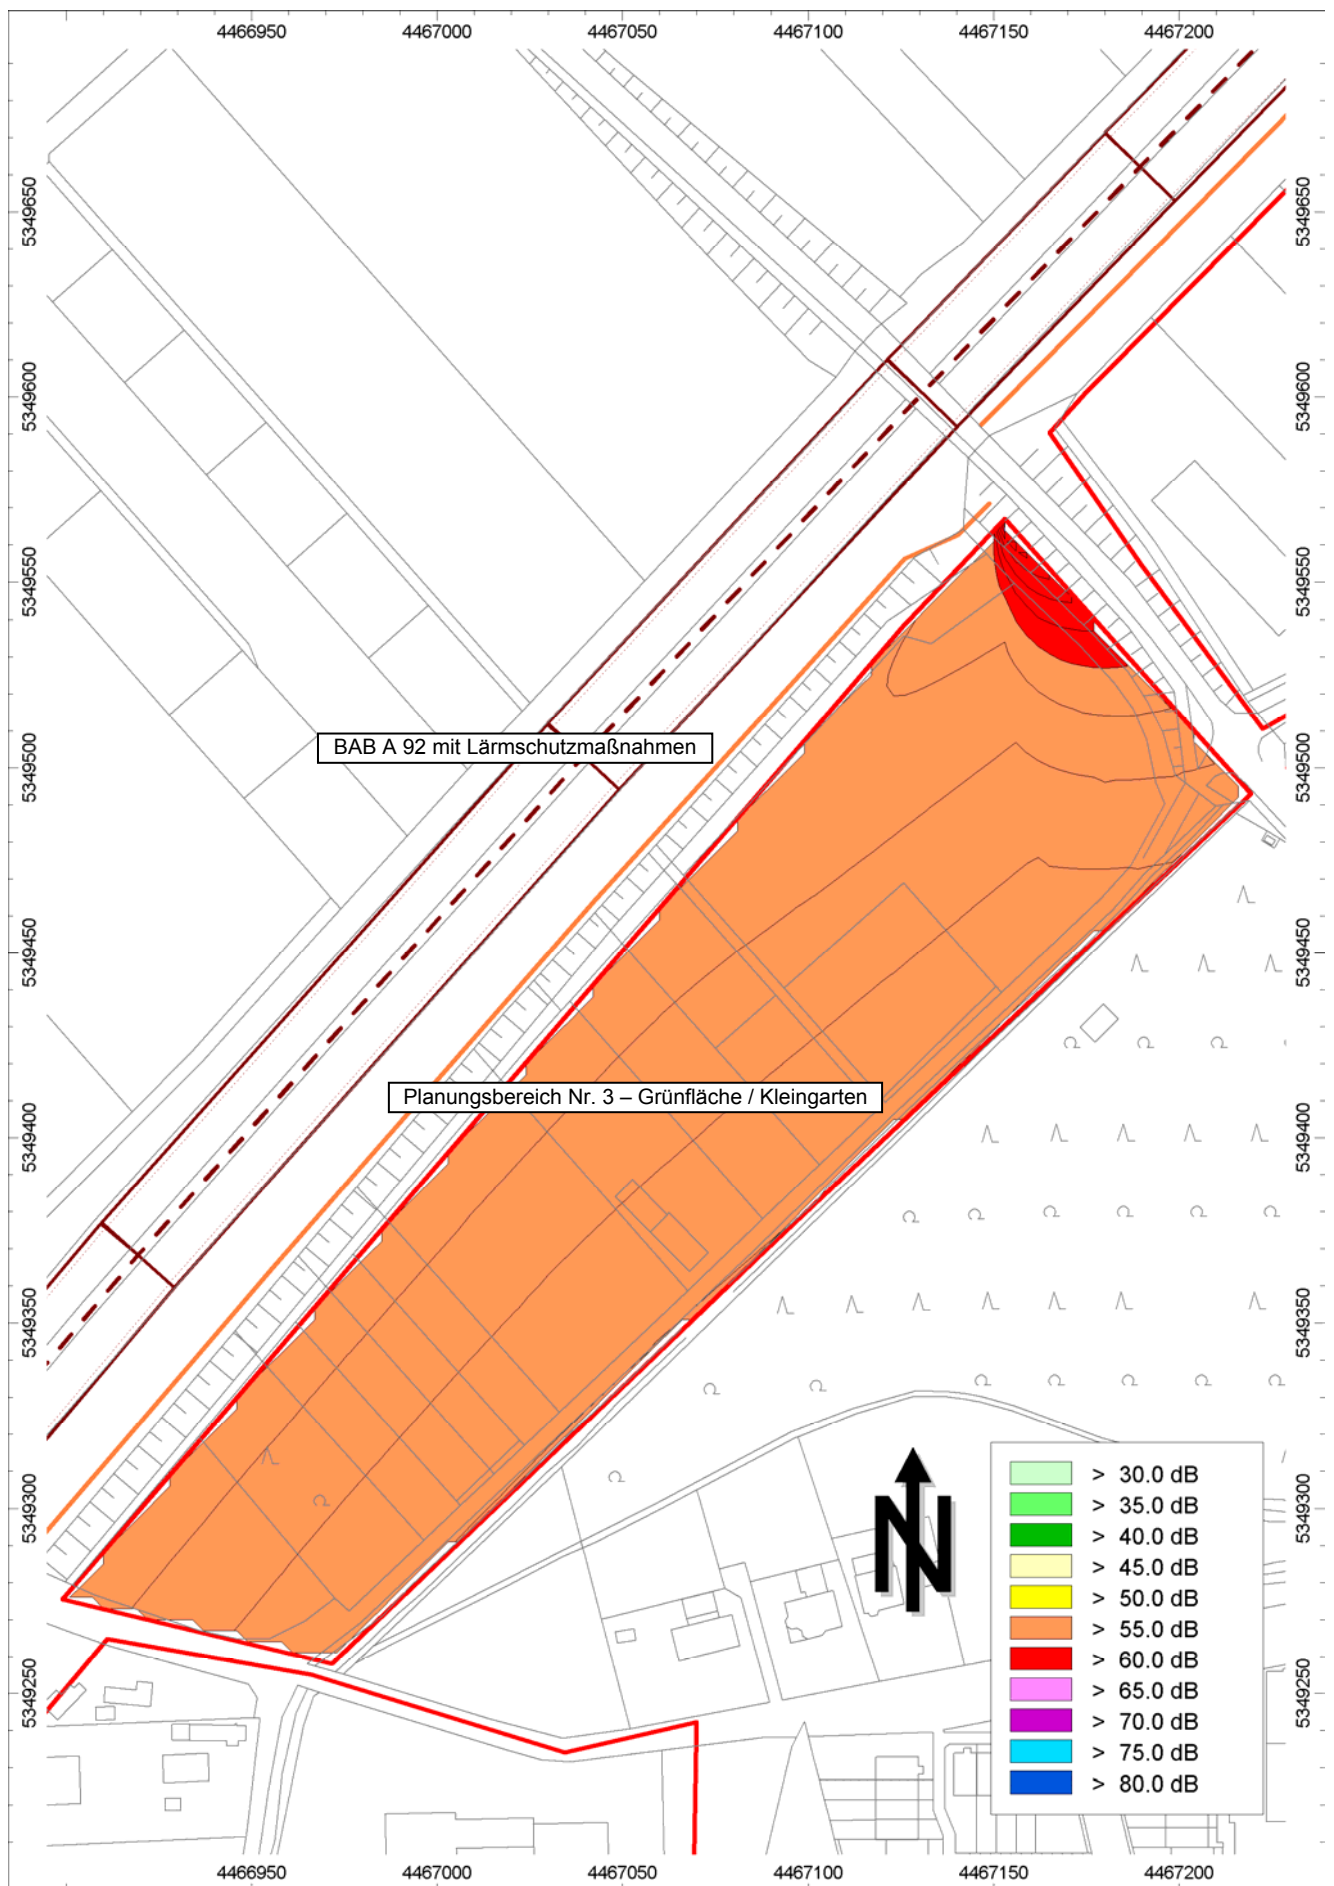 4466950 4467000 4467050 4467100 4467150 4467200
5349650 5349650
5349600 5349600
5349550 5349550
BAB A 92 mit Lärmschutzmaßnahmen
5349500 5349500
5349450 5349450
Planungsbereich Nr. 3 – Grünfläche / Kleingarten
5349400 5349400
5349350 5349350
5349300 5349300
N
> 30.0 dB
> 35.0 dB
> 40.0 dB
> 45.0 dB
> 50.0 dB
> 55.0 dB
> 60.0 dB
> 65.0 dB
> 70.0 dB
> 75.0 dB
> 80.0 dB
5349250 5349250
4466950 4467000 4467050 4467100 4467150 4467200